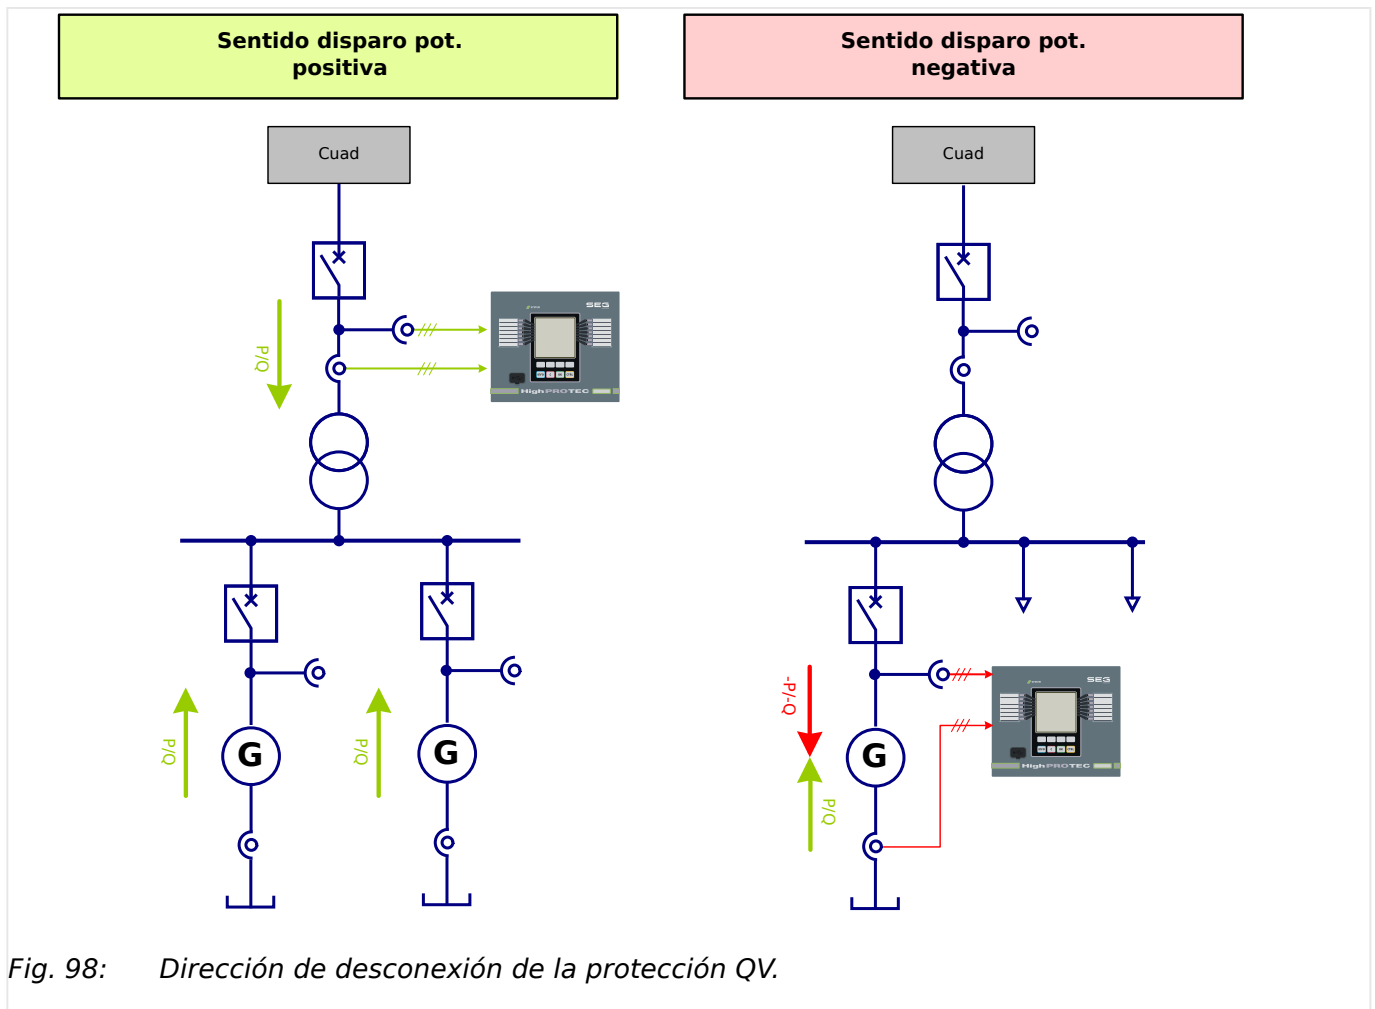 Sentido disparo pot.
positiva
Sentido disparo pot.
negativa
Cuad
Cuad
SEG
HighPROTEC
P/Q
P/Q
P/Q
G
G
-P/-Q
P/Q
G
SEG
HighPROTEC
Fig. 98: Dirección de desconexión de la protección QV.